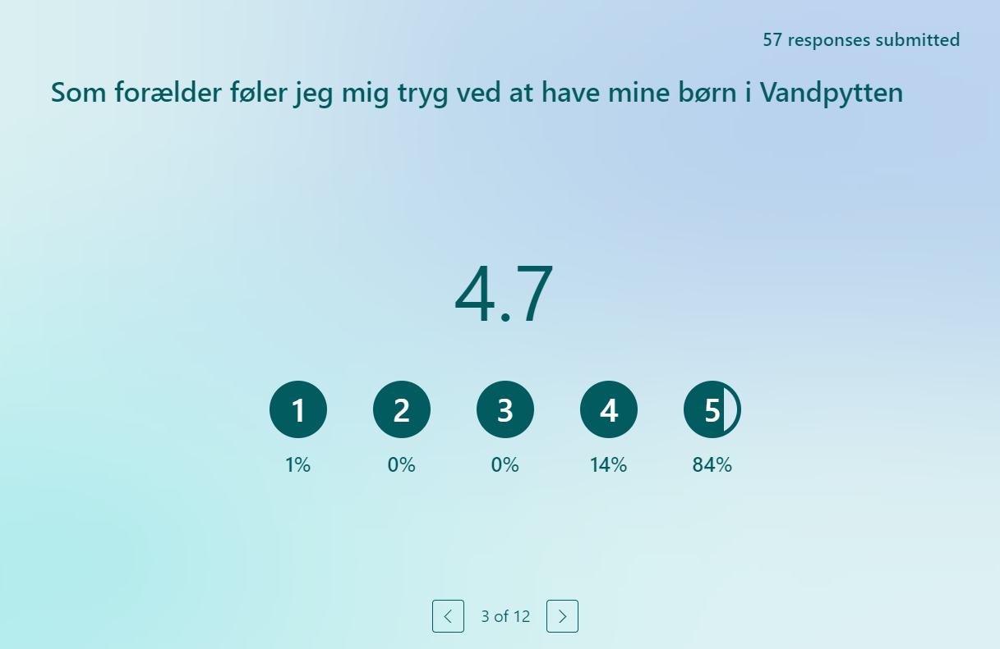 57 responses submitted
Som forælder føler jeg mig tryg ved at have mine børn i Vandpytten
4.7
1 2 3 4 5
1% 0% 0% 14% 84%
3 of 12